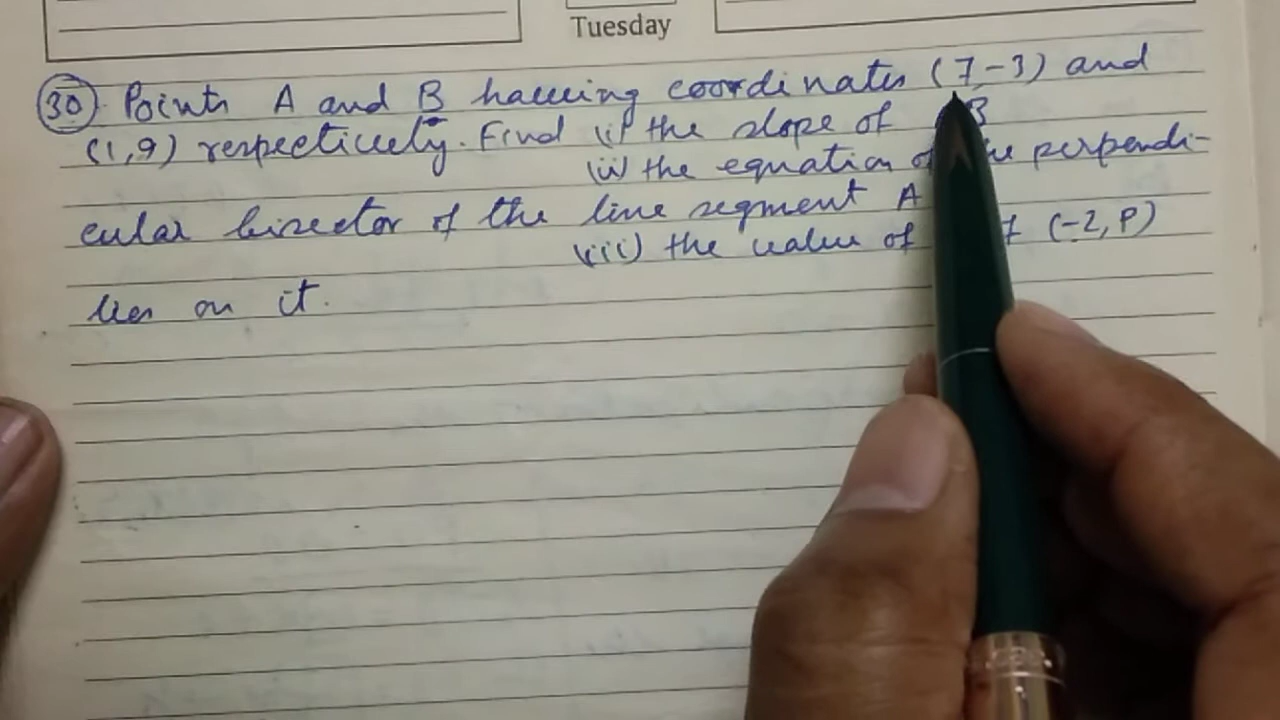 Tuesday
(30). Points A and B having coordinates (7,-3) and
(1,9) respectively. Find (i) the slope of B
(ii) the equation of perpendi-
cular bisector of the line segment A
(iii) the value of (-2,P)
lies on it.